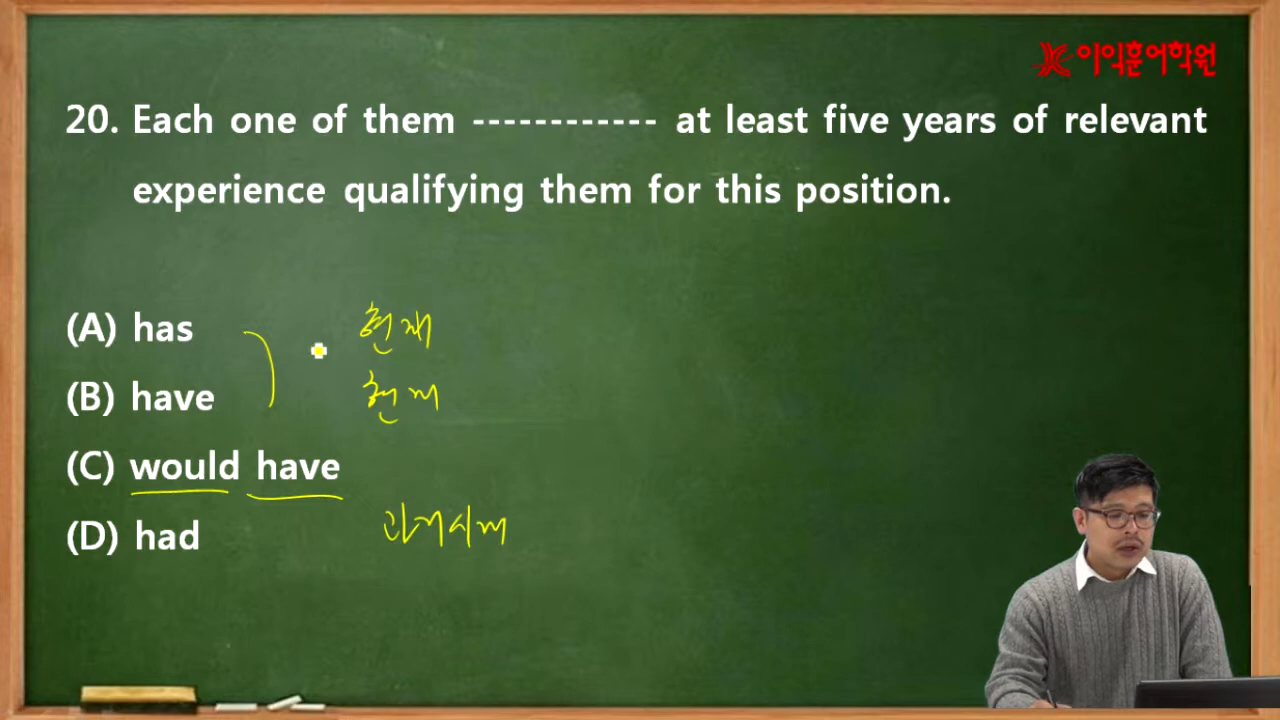 이익훈어학원
20. Each one of them ------------ at least five years of relevant
experience qualifying them for this position.
(A) has
현재
(B) have
현재
(C) would have
(D) had
과거시제